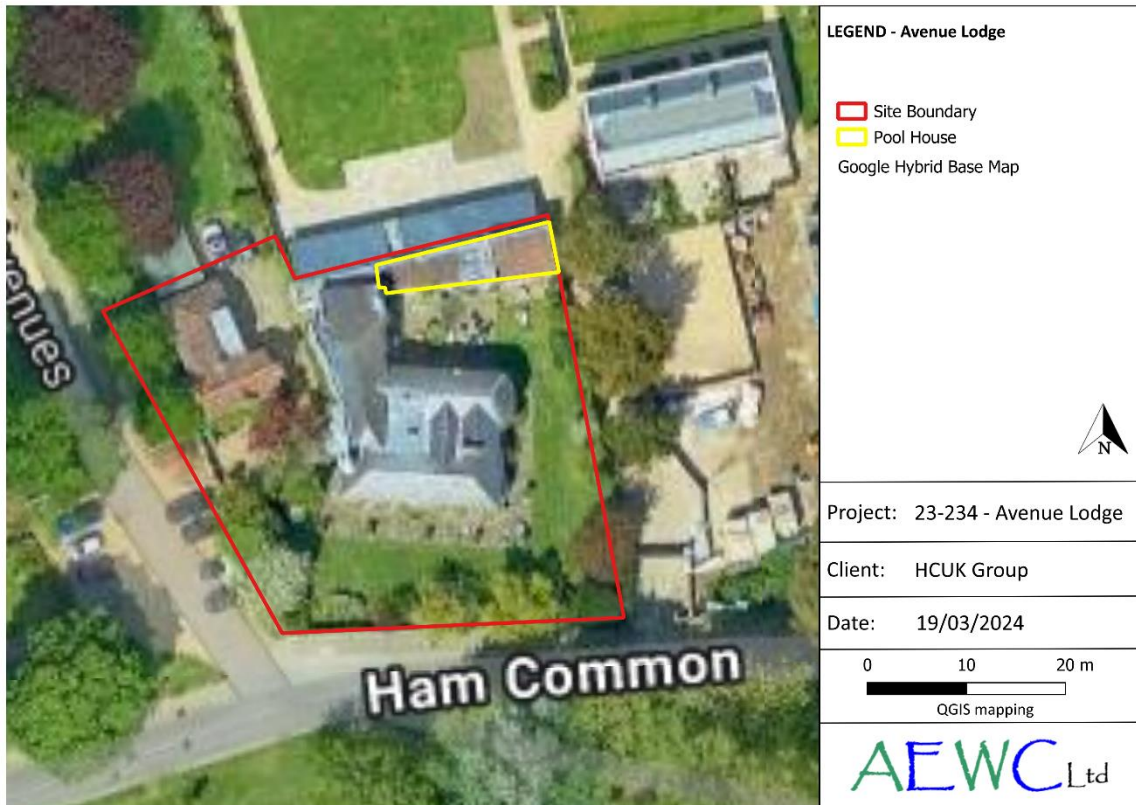 LEGEND - Avenue Lodge
Site Boundary
Pool House
Google Hybrid Base Map
N
Project: 23-234 - Avenue Lodge
Client: HCUK Group
Date: 19/03/2024
0 10 20 m
QGIS mapping
AEWC Ltd
venues
Ham Common